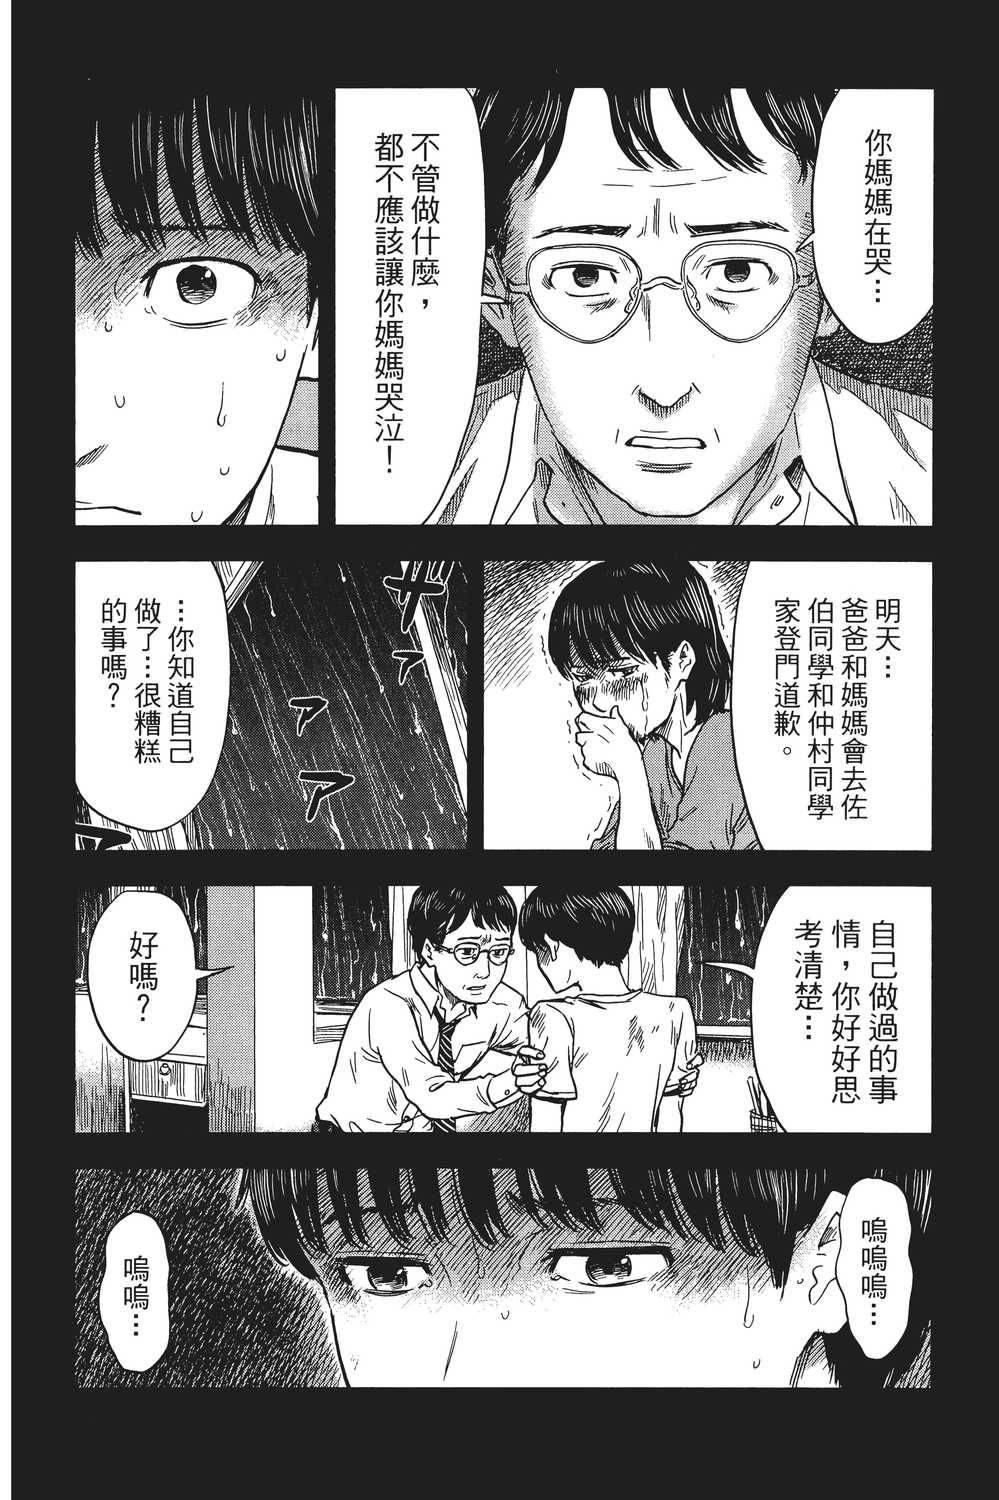 你媽媽在哭…
不管做什麼，
都不應該讓你媽媽哭泣！
明天…
爸爸和媽媽會去佐
伯同學和仲村同學
家登門道歉。
ザ
ア
ア
ア
…你知道自己
做了…很糟糕
的事嗎？
自己做過的事
情，你好好思
考清楚…
好嗎？
嗚嗚嗚…
嗚嗚…